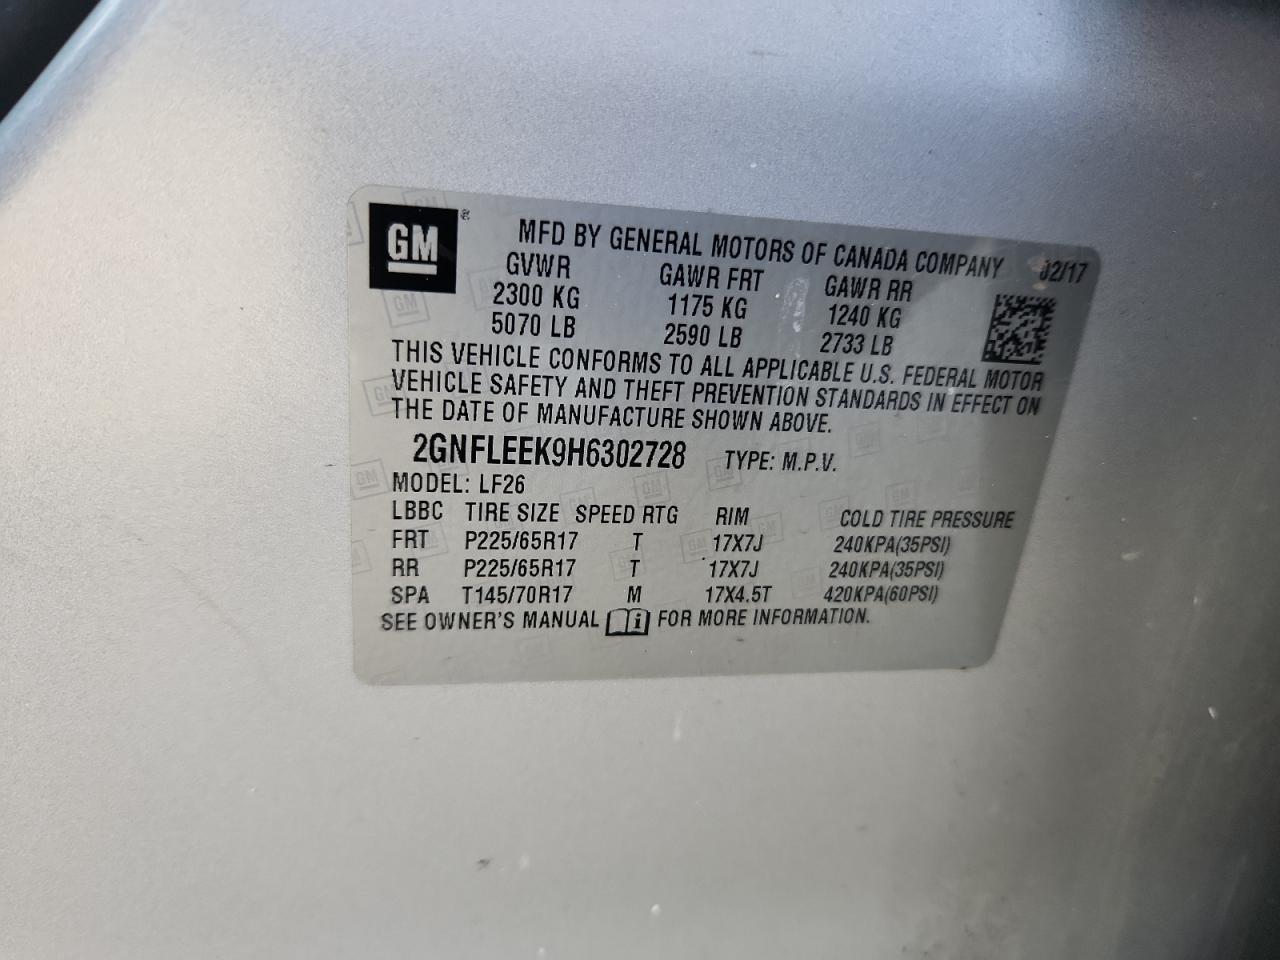 GM ®
MFD BY GENERAL MOTORS OF CANADA COMPANY 02/17
GVWR GAWR FRT GAWR RR
2300 KG 1175 KG 1240 KG
5070 LB 2590 LB 2733 LB
THIS VEHICLE CONFORMS TO ALL APPLICABLE U.S. FEDERAL MOTOR
VEHICLE SAFETY AND THEFT PREVENTION STANDARDS IN EFFECT ON
THE DATE OF MANUFACTURE SHOWN ABOVE.
2GNFLEEK9H6302728 TYPE: M.P.V.
MODEL: LF26
LBBC TIRE SIZE SPEED RTG RIM COLD TIRE PRESSURE
FRT P225/65R17 T 17X7J 240KPA(35PSI)
RR P225/65R17 T 17X7J 240KPA(35PSI)
SPA T145/70R17 M 17X4.5T 420KPA(60PSI)
SEE OWNER'S MANUAL i FOR MORE INFORMATION.